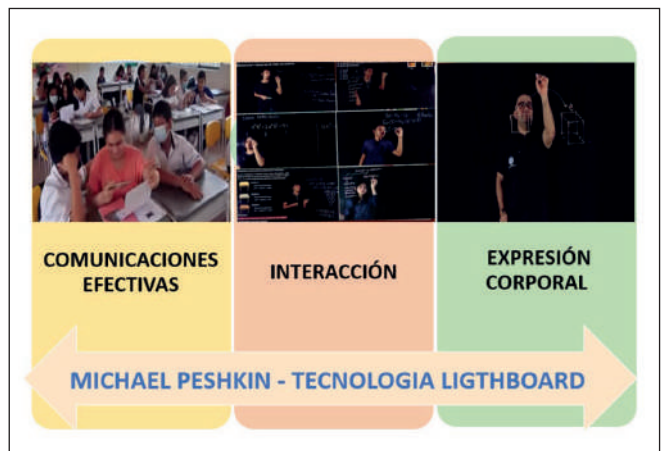 COMUNICACIONES
EFECTIVAS
INTERACCIÓN
EXPRESIÓN
CORPORAL
MICHAEL PESHKIN - TECNOLOGIA LIGTHBOARD